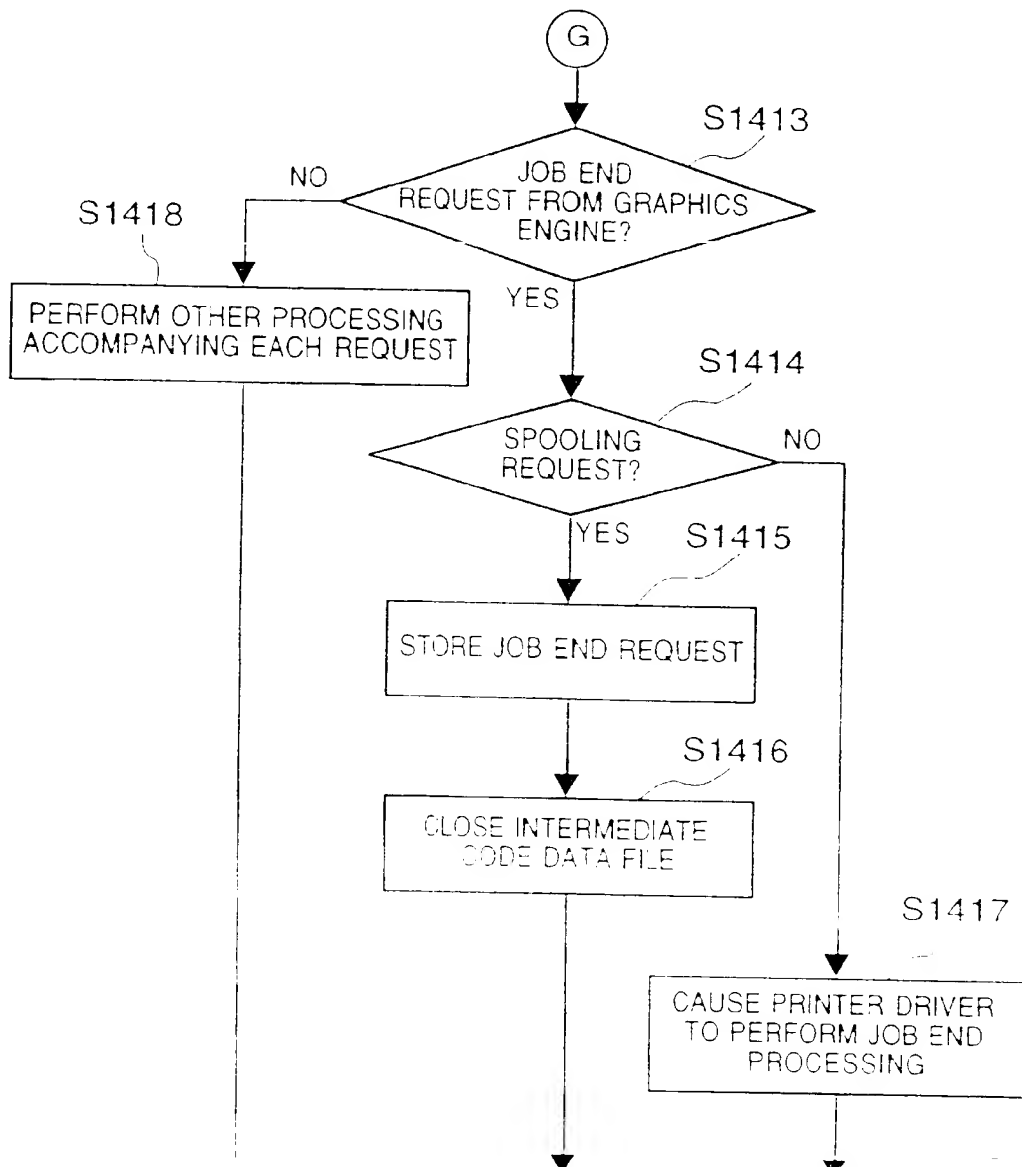 G
S1413
JOB END
REQUEST FROM GRAPHICS
ENGINE?
NO
YES
S1418
PERFORM OTHER PROCESSING
ACCOMPANYING EACH REQUEST
S1414
SPOOLING
REQUEST?
NO
YES
S1415
STORE JOB END REQUEST
S1416
CLOSE INTERMEDIATE
CODE DATA FILE
S1417
CAUSE PRINTER DRIVER
TO PERFORM JOB END
PROCESSING